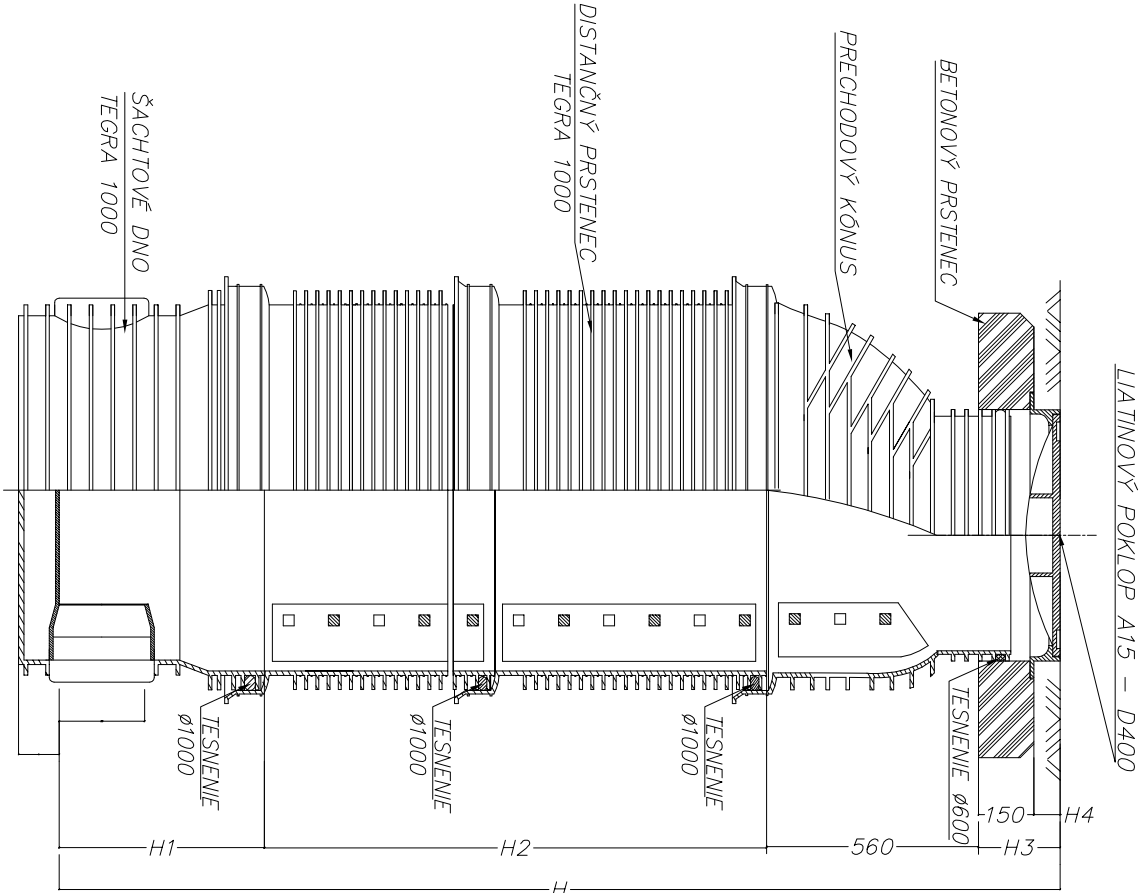 LIATINOVÝ POKLOP A15 – D400
BETONOVÝ PRSTENEC
PRECHODOVÝ KÓNUS
DISTANČNÝ PRSTENEC
TEGRA 1000
ŠACHTOVÉ DNO
TEGRA 1000
TESNENIE Ø600
TESNENIE
Ø1000
TESNENIE
Ø1000
TESNENIE
Ø1000
150
H4
H3
560
H2
H1
H